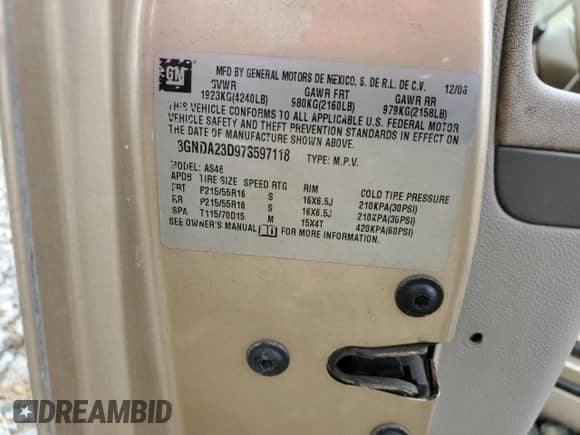 GM
MFD BY GENERAL MOTORS DE MEXICO, S. DE R.L. DE C.V. 12/06
GVWR GAWR FRT GAWR RR
1923KG(4240LB) 980KG(2160LB) 979KG(2158LB)
THIS VEHICLE CONFORMS TO ALL APPLICABLE U.S. FEDERAL MOTOR
VEHICLE SAFETY AND THEFT PREVENTION STANDARDS IN EFFECT ON
THE DATE OF MANUFACTURE SHOWN ABOVE.
3GNDA23D97S597118 TYPE: M.P.V.
MODEL: AS46
APDB TIRE SIZE SPEED RTG RIM COLD TIRE PRESSURE
FRT P215/55R16 S 16X6.5J 210KPA(30PSI)
RR P215/55R16 S 16X6.5J 210KPA(30PSI)
SPA T115/70D15 M 15X4T 420KPA(60PSI)
SEE OWNER'S MANUAL FOR MORE INFORMATION.
DREAMBID